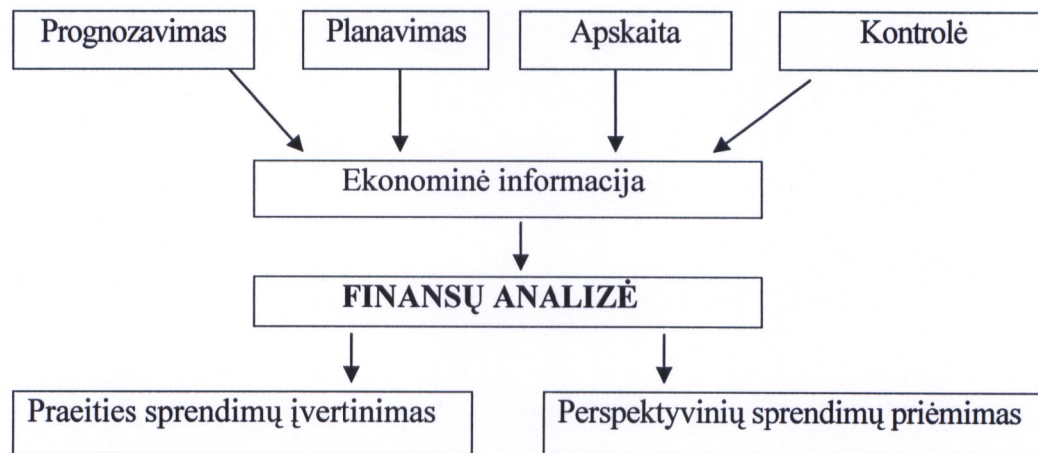 Prognozavimas
Planavimas
Apskaita
Kontrolė
Ekonominė informacija
FINANSŲ ANALIZĖ
Praeities sprendimų įvertinimas
Perspektyvinių sprendimų priėmimas